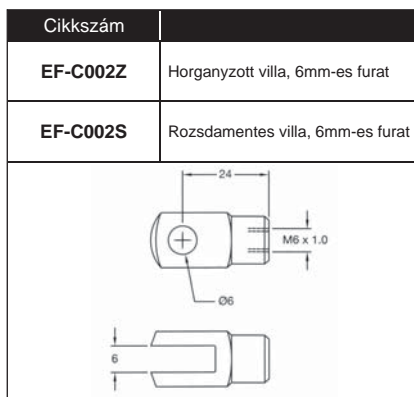 Cikkszám
EF-C002Z Horganyzott villa, 6mm-es furat
EF-C002S Rozsdamentes villa, 6mm-es furat
24
M6 x 1.0
Ø6
6